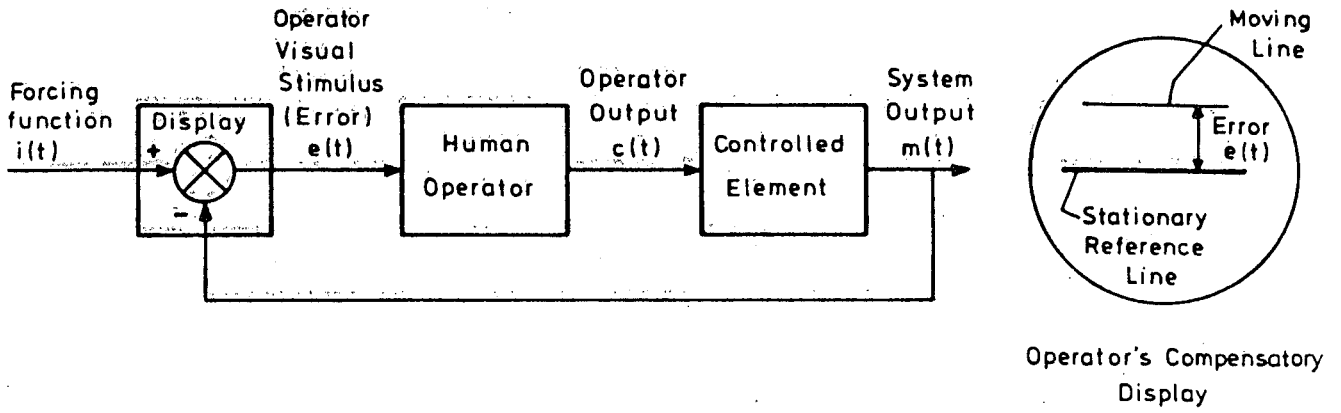 Operator
Visual
Stimulus
(Error)
e(t)
Forcing
function
i(t)
Display
+
-
Human
Operator
Operator
Output
c(t)
Controlled
Element
System
Output
m(t)
Moving
Line
Error
e(t)
Stationary
Reference
Line
Operator's Compensatory
Display